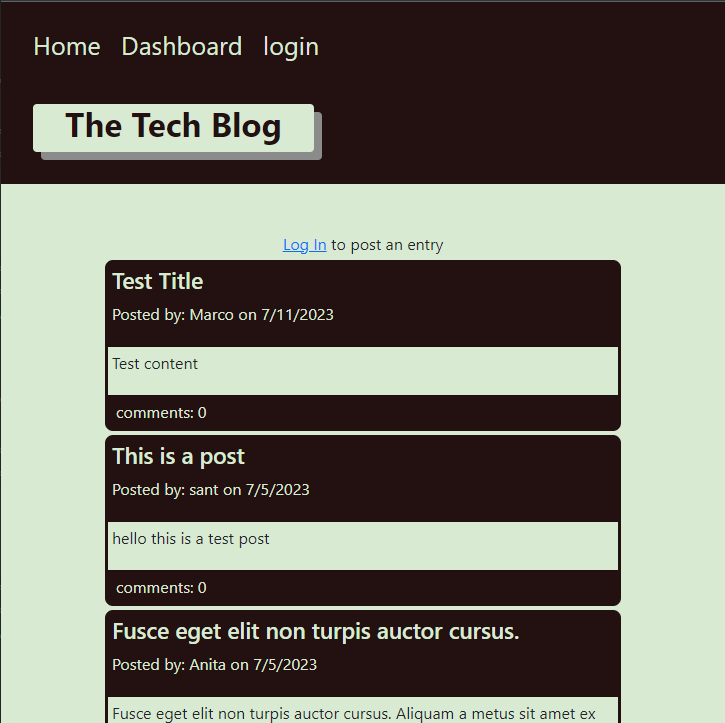 Home Dashboard login
The Tech Blog
Log In to post an entry
Test Title
Posted by: Marco on 7/11/2023
Test content
comments: 0
This is a post
Posted by: sant on 7/5/2023
hello this is a test post
comments: 0
Fusce eget elit non turpis auctor cursus.
Posted by: Anita on 7/5/2023
Fusce eget elit non turpis auctor cursus. Aliquam a metus sit amet ex